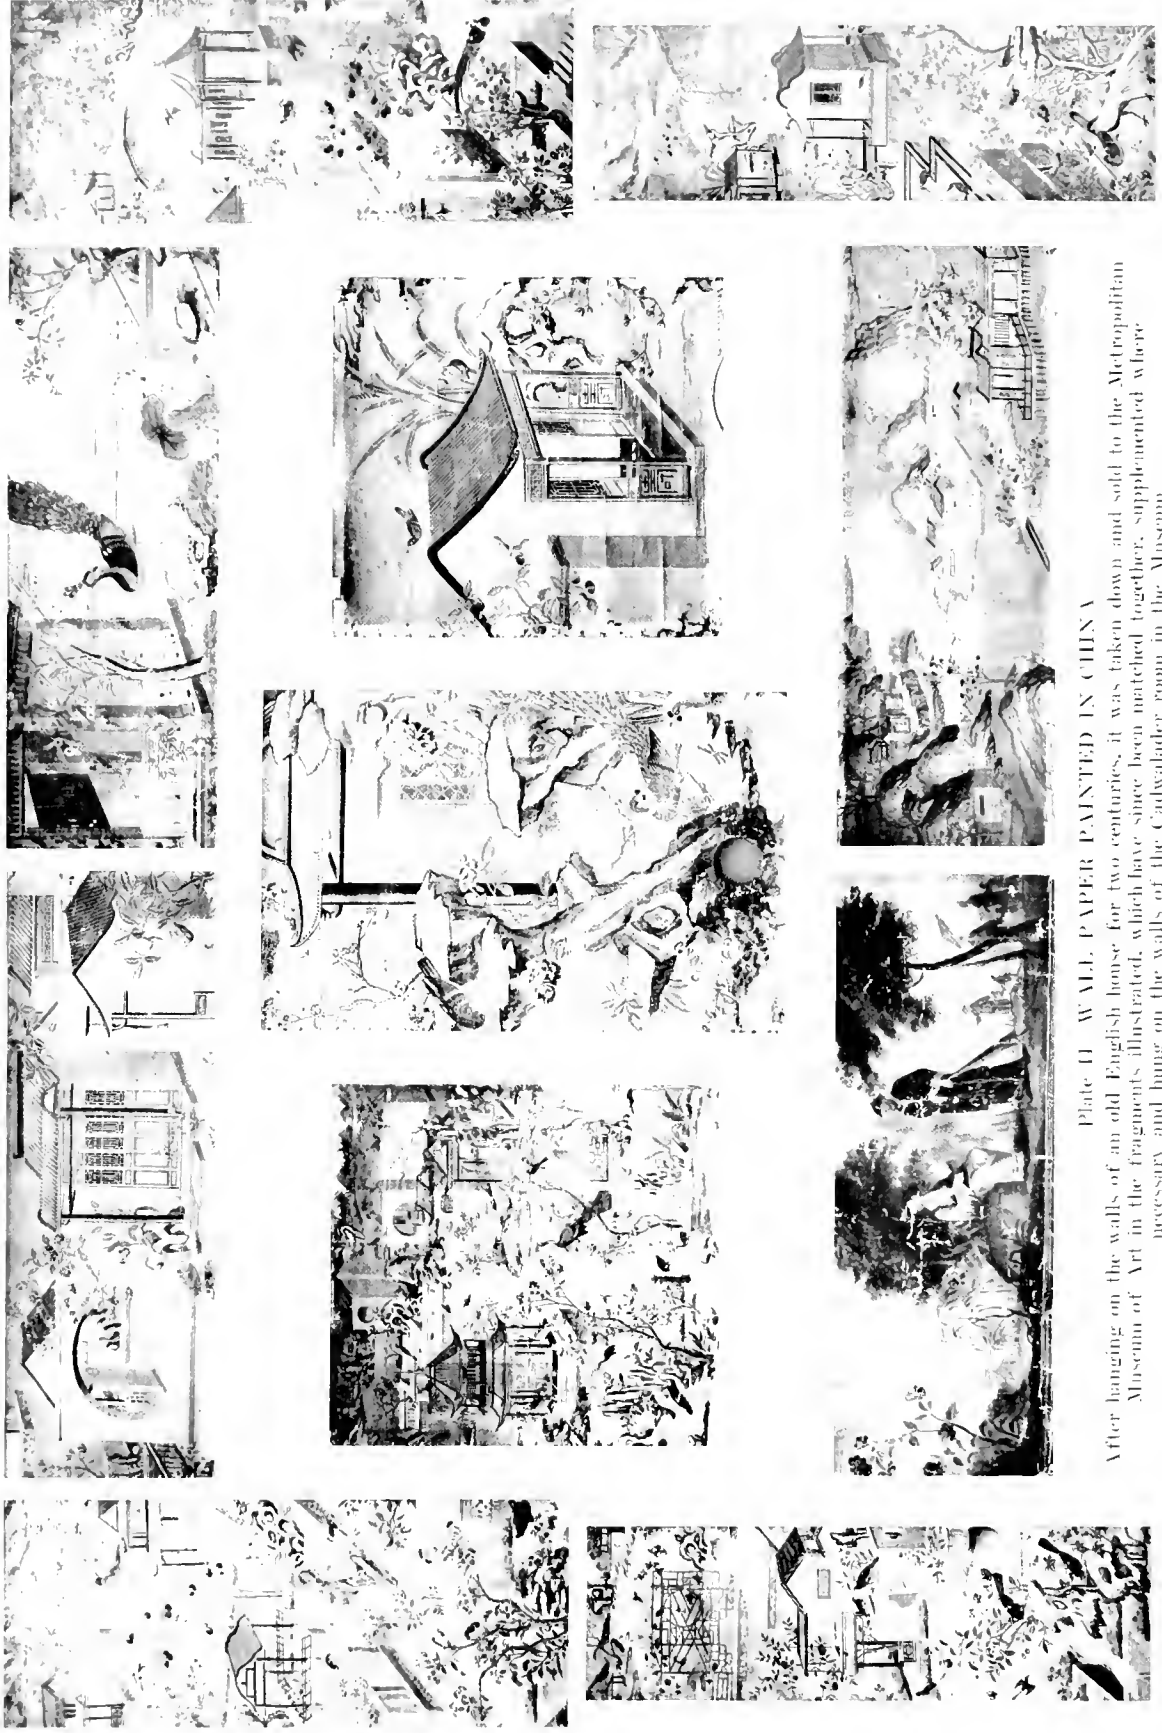 Plate II WALL PAPER PAINTED IN CHINA
After hanging on the walls of an old English house for two centuries, it was taken down and sold to the Metropolitan
Museum of Art in the fragments illustrated, which have since been matched together, supplemented where
necessary and hung on the walls of the Cadwalader room in the Museum